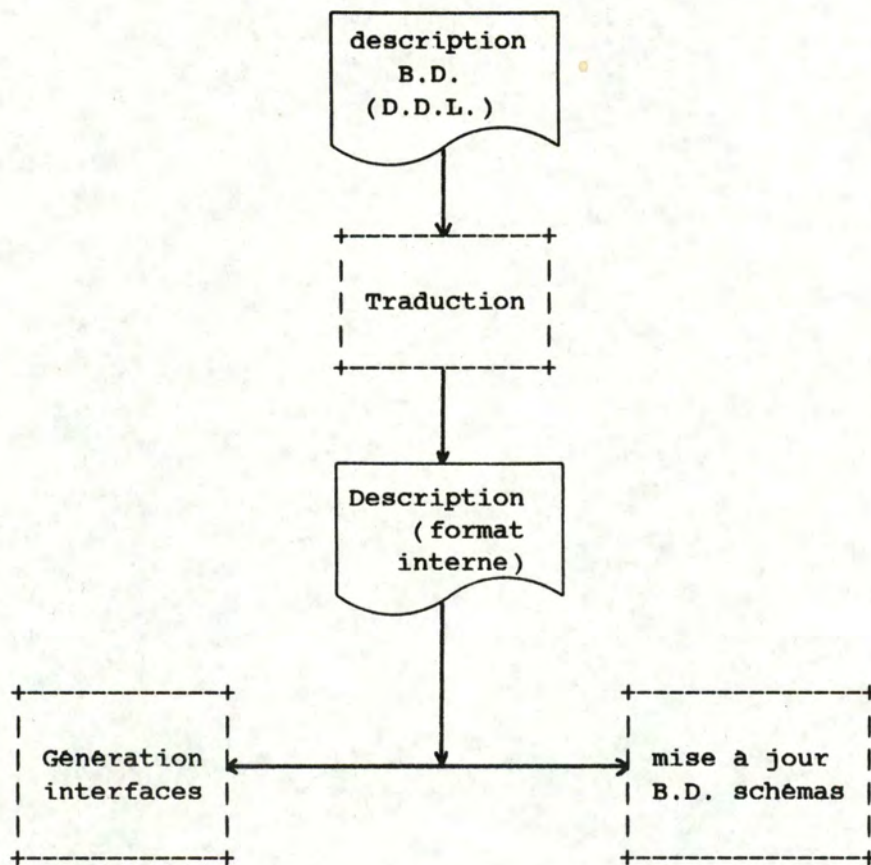 description
B.D.
(D.D.L.)
Traduction
Description
(format
interne)
Génération
interfaces
mise à jour
B.D. schémas